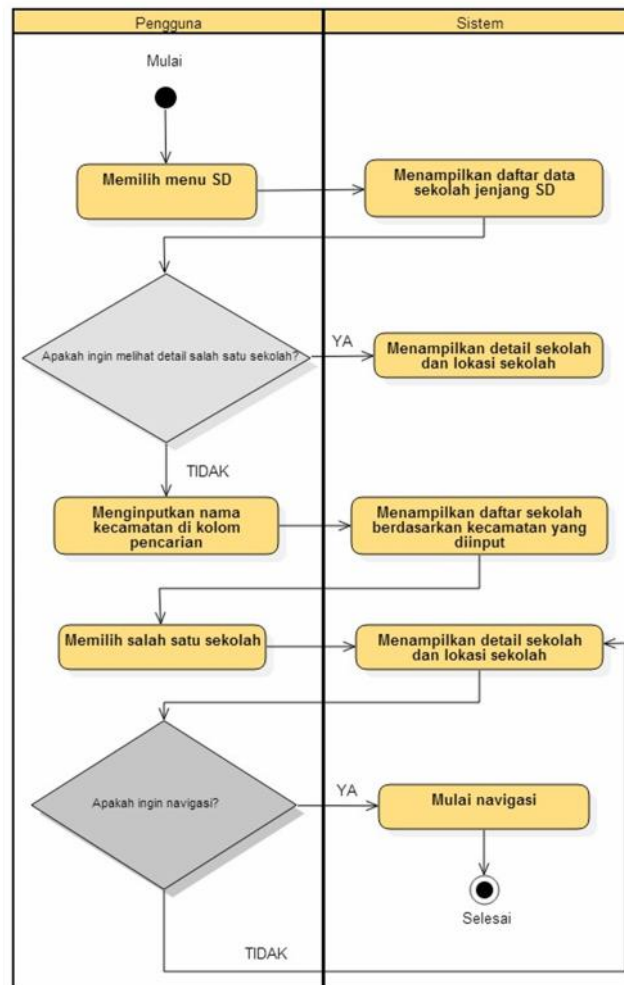 Pengguna
Sistem
Mulai
Memilih menu SD
Menampilkan daftar data
sekolah jenjang SD
Apakah ingin melihat detail salah satu sekolah?
YA
Menampilkan detail sekolah
dan lokasi sekolah
TIDAK
Menginputkan nama
kecamatan di kolom
pencarian
Menampilkan daftar sekolah
berdasarkan kecamatan yang
diinput
Memilih salah satu sekolah
Menampilkan detail sekolah
dan lokasi sekolah
Apakah ingin navigasi?
YA
Mulai navigasi
Selesai
TIDAK